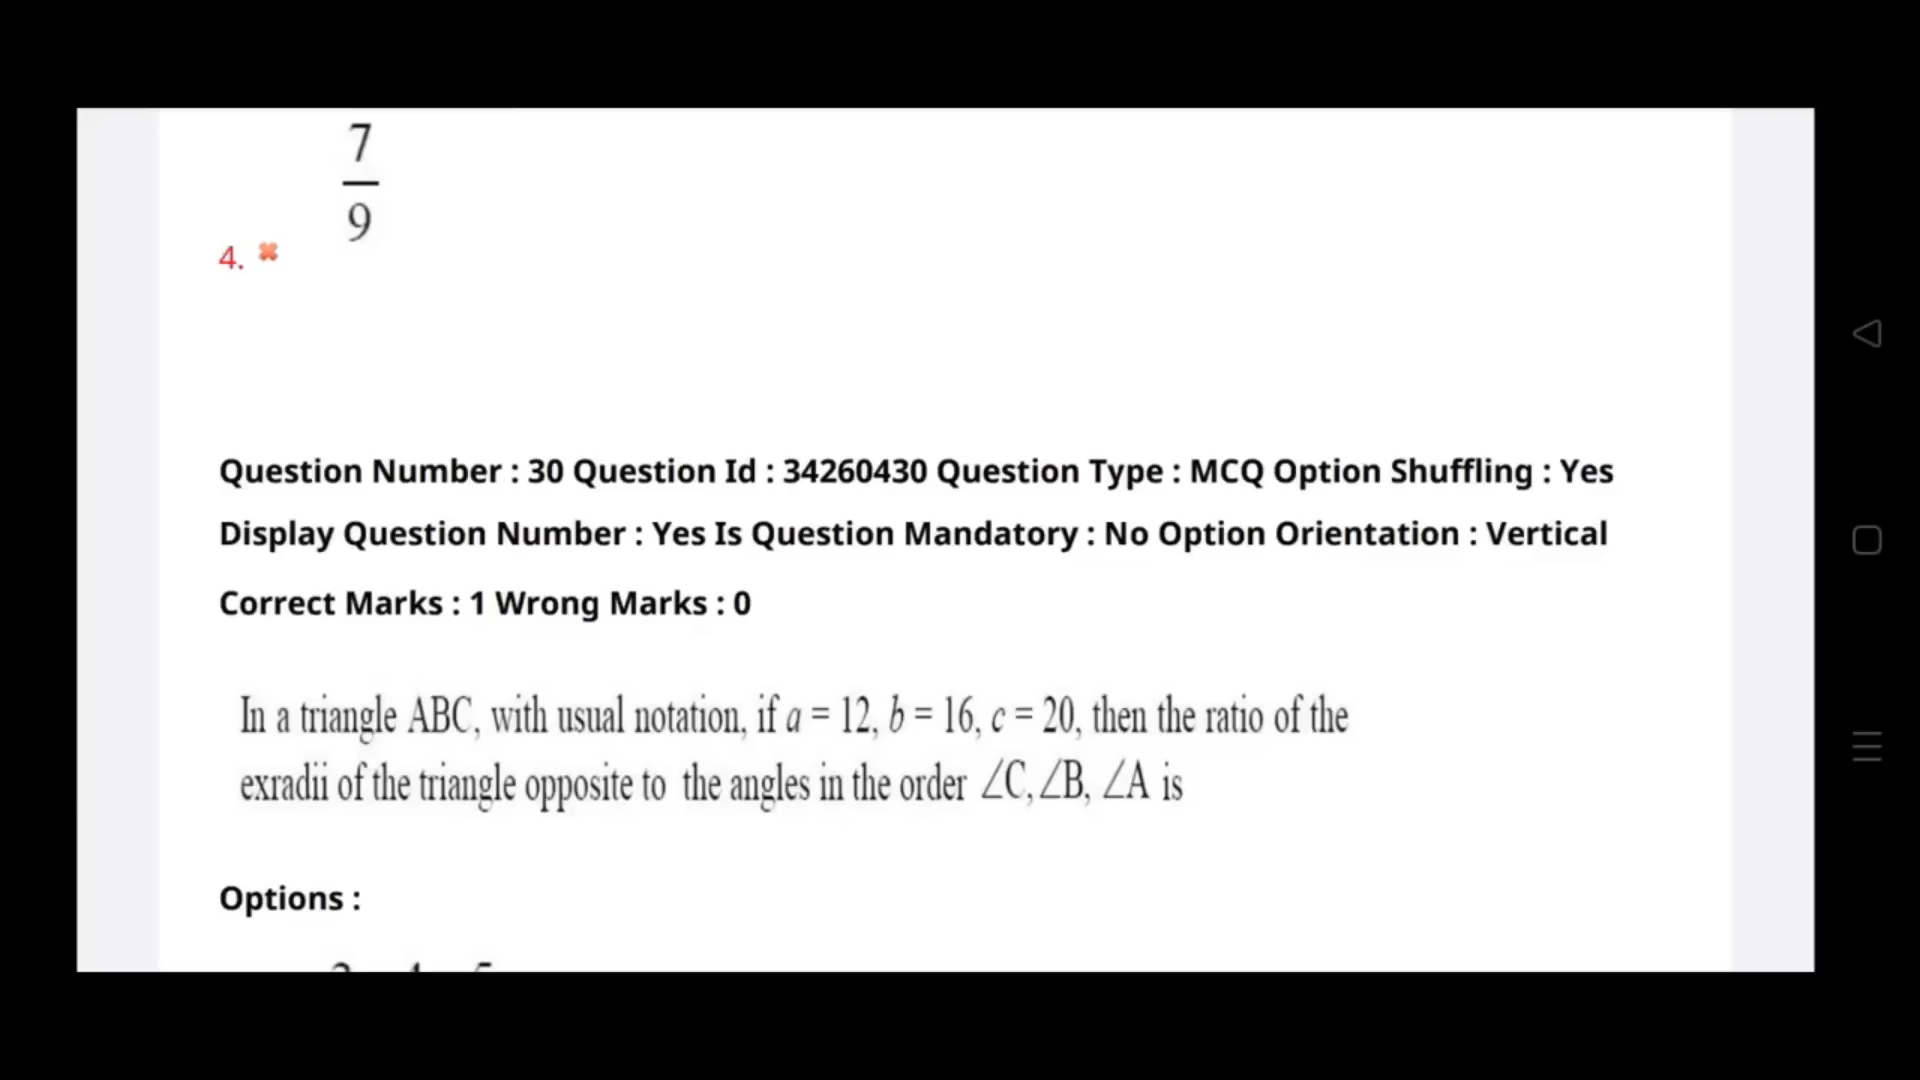 7
9
4.
Question Number : 30 Question Id : 34260430 Question Type : MCQ Option Shuffling : Yes
Display Question Number : Yes Is Question Mandatory : No Option Orientation : Vertical
Correct Marks : 1 Wrong Marks : 0
In a triangle ABC, with usual notation, if a = 12, b = 16, c = 20, then the ratio of the
exradii of the triangle opposite to the angles in the order ∠C, ∠B, ∠A is
Options :